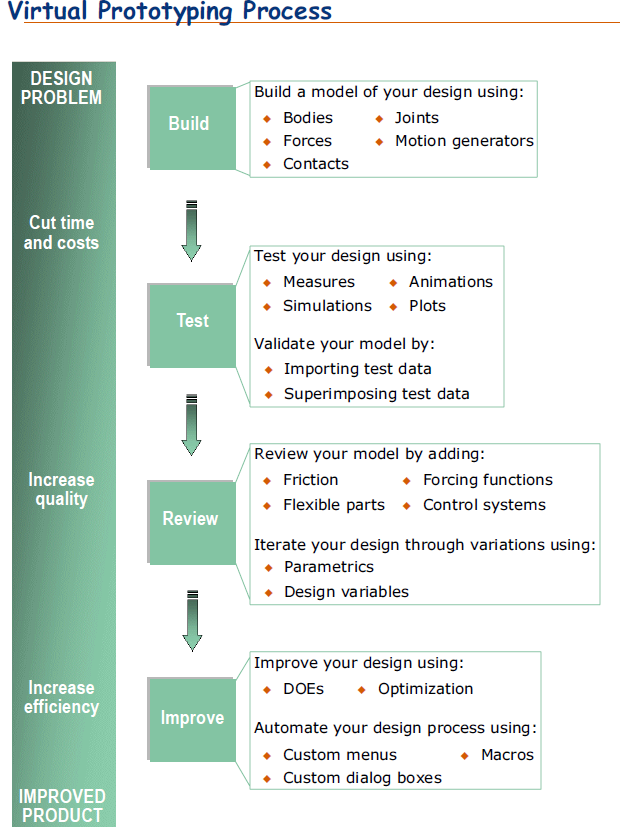 Virtual Prototyping Process
DESIGN
PROBLEM
Cut time
and costs
Increase
quality
Increase
efficiency
IMPROVED
PRODUCT
Build
Build a model of your design using:
Bodies Joints
Forces Motion generators
Contacts
Test
Test your design using:
Measures Animations
Simulations Plots
Validate your model by:
Importing test data
Superimposing test data
Review
Review your model by adding:
Friction Forcing functions
Flexible parts Control systems
Iterate your design through variations using:
Parametrics
Design variables
Improve
Improve your design using:
DOEs Optimization
Automate your design process using:
Custom menus Macros
Custom dialog boxes